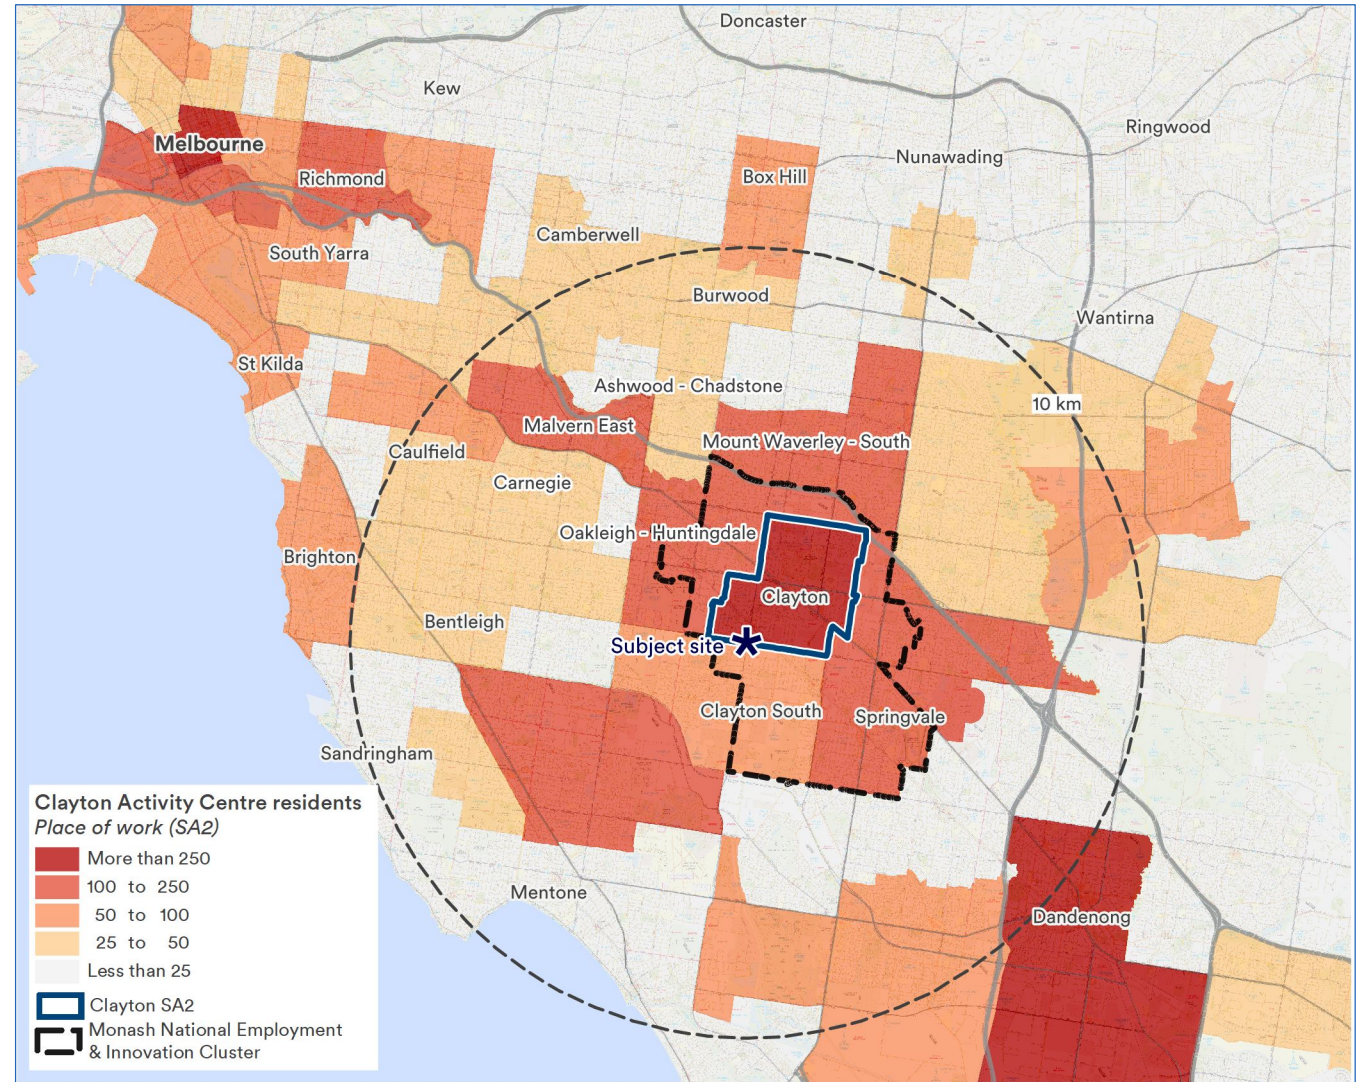 Doncaster
Kew
Ringwood
Melbourne
Nunawading
Richmond
Box Hill
Camberwell
South Yarra
Burwood
Wantirna
St Kilda
Ashwood - Chadstone
10 km
Malvern East
Mount Waverley - South
Caulfield
Carnegie
Oakleigh - Huntingdale
Brighton
Clayton
Bentleigh
Subject site
Clayton South
Springvale
Sandringham
Mentone
Dandenong
Clayton Activity Centre residents
Place of work (SA2)
More than 250
100 to 250
50 to 100
25 to 50
Less than 25
Clayton SA2
Monash National Employment
& Innovation Cluster